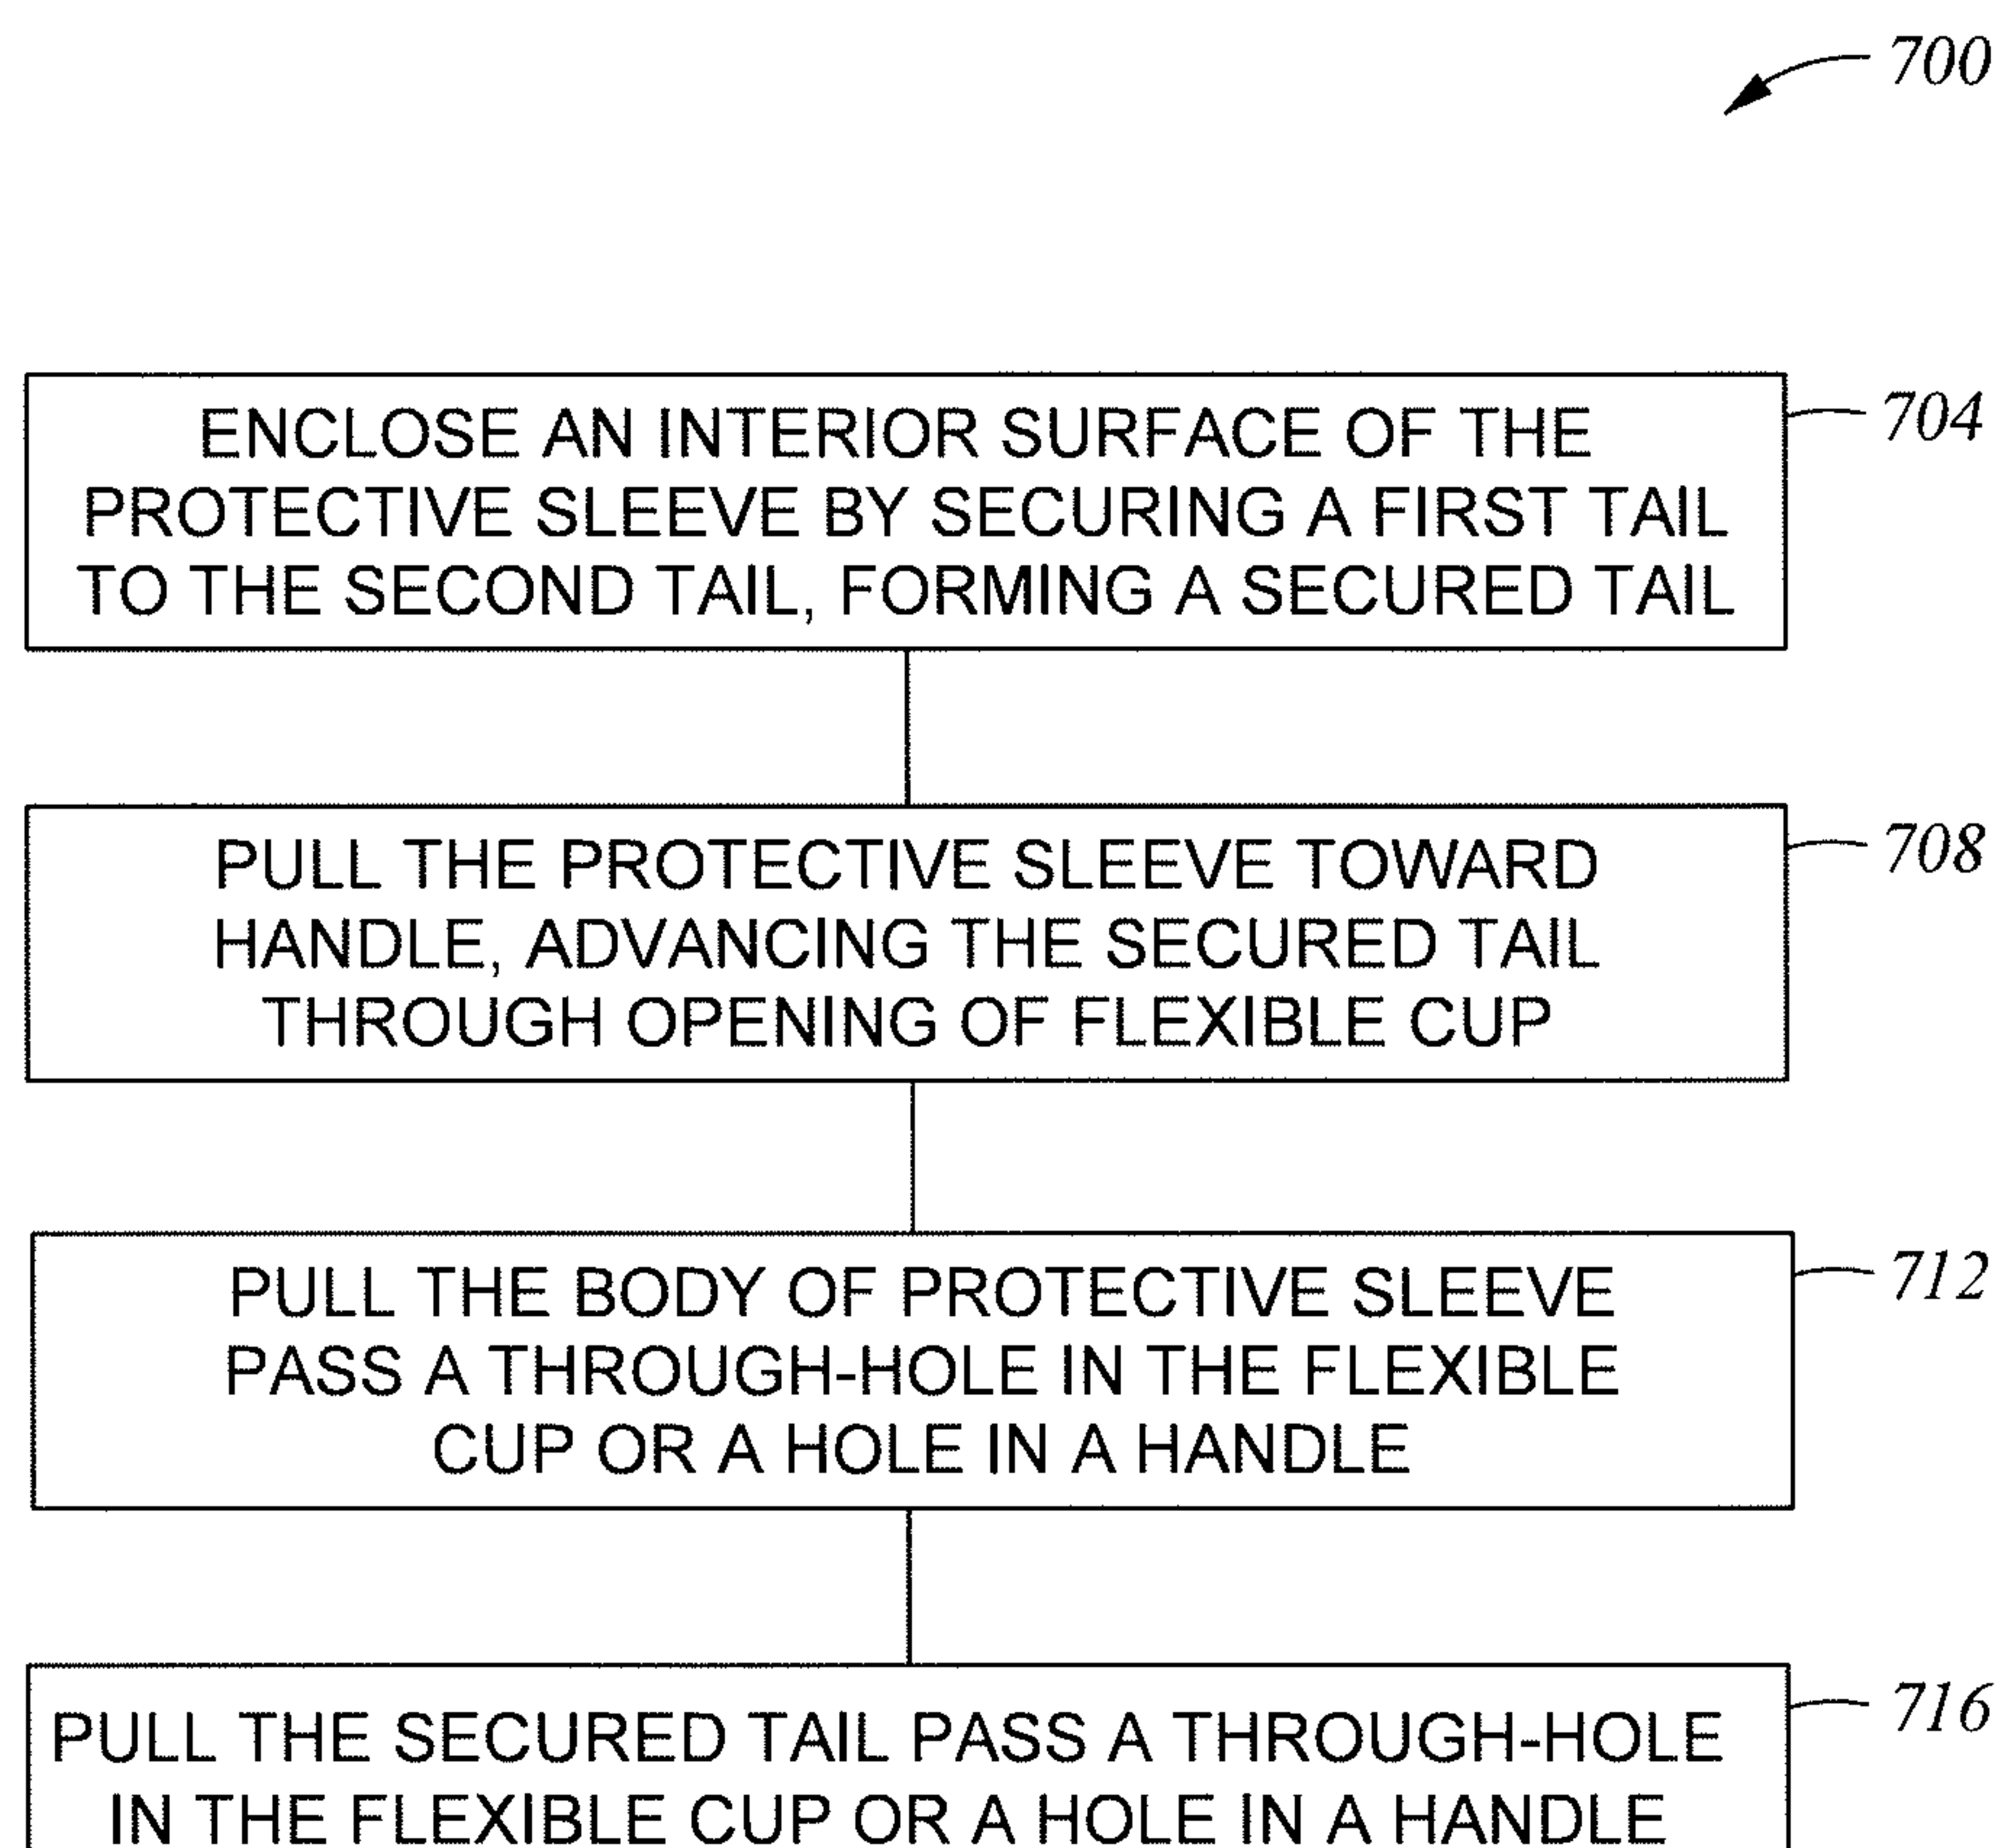 700
ENCLOSE AN INTERIOR SURFACE OF THE
PROTECTIVE SLEEVE BY SECURING A FIRST TAIL
TO THE SECOND TAIL, FORMING A SECURED TAIL
704
PULL THE PROTECTIVE SLEEVE TOWARD
HANDLE, ADVANCING THE SECURED TAIL
THROUGH OPENING OF FLEXIBLE CUP
708
PULL THE BODY OF PROTECTIVE SLEEVE
PASS A THROUGH-HOLE IN THE FLEXIBLE
CUP OR A HOLE IN A HANDLE
712
PULL THE SECURED TAIL PASS A THROUGH-HOLE
IN THE FLEXIBLE CUP OR A HOLE IN A HANDLE
716